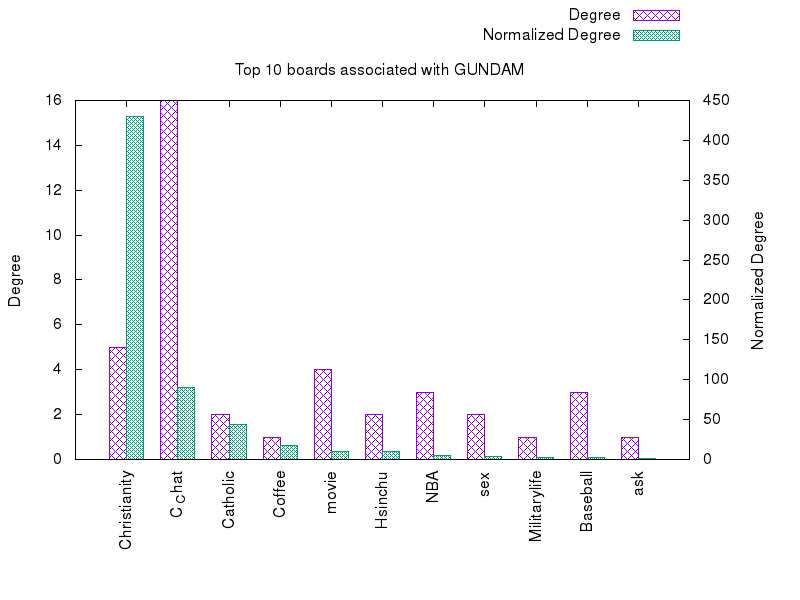 Degree
Normalized Degree
Top 10 boards associated with GUNDAM
16
14
12
10
8
6
4
2
0
450
400
350
300
250
200
150
100
50
0
Degree
Normalized Degree
Christianity
C_Chat
Catholic
Coffee
movie
Hsinchu
NBA
sex
Militarylife
Baseball
ask